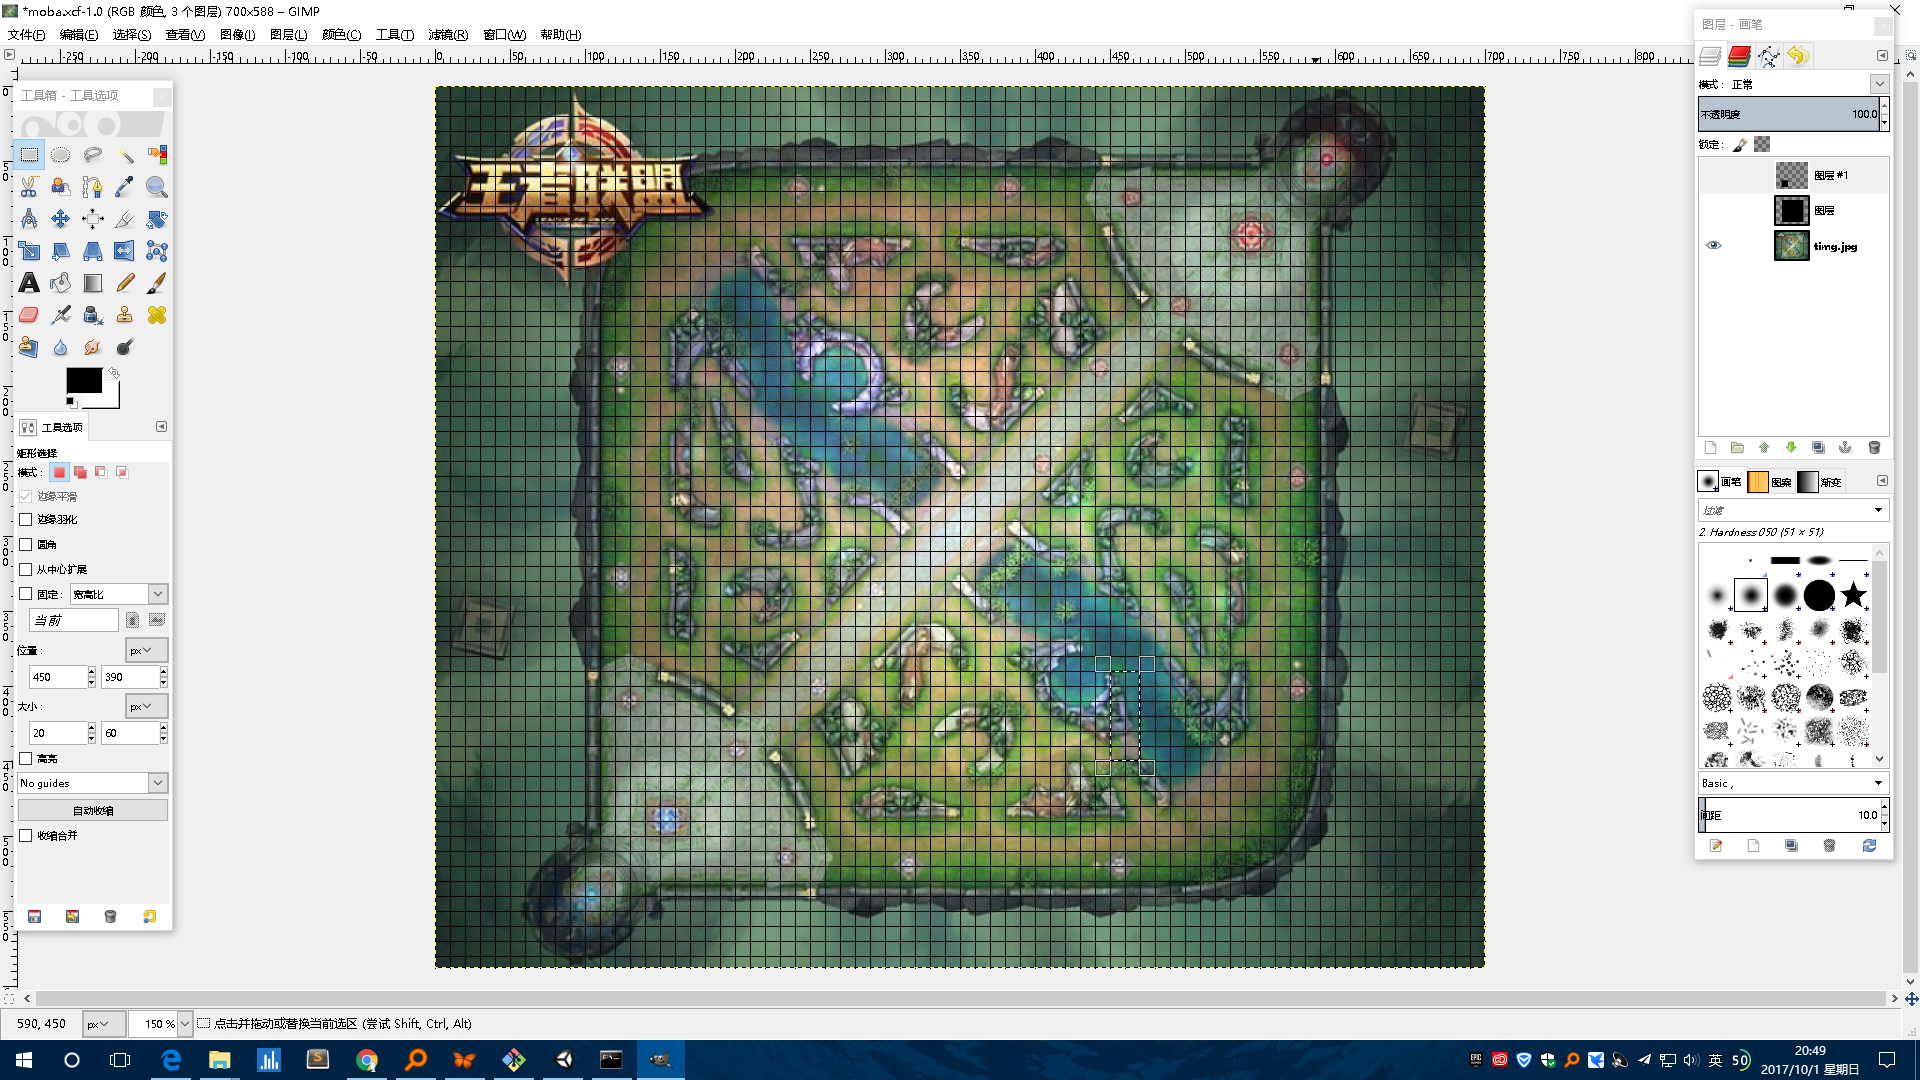 *moba.xcf-1.0 (RGB 颜色, 3 个图层) 700x588 – GIMP
文件(F) 编辑(E) 选择(S) 查看(V) 图像(I) 图层(L) 颜色(C) 工具(T) 滤镜(R) 窗口(W) 帮助(H)
-250 -200 -150 -100 -50 0 50 100 150 200 250 300 350 400 450 500 550 600 650 700 750 800
工具箱 - 工具选项
王者联盟
工具选项
矩形选择
模式:
边缘平滑
边缘羽化
圆角
从中心扩展
固定: 宽高比
当前
位置: px
450 390
大小: px
20 60
高亮
No guides
自动收缩
收缩合并
图层 - 画笔
模式: 正常
不透明度 100.0
锁定:
图层 #1
图层
timg.jpg
画笔 图案 渐变
过滤
2. Hardness 050 (51 × 51)
Basic ,
间距 10.0
590, 450 px 150 % 点击并拖动或替换当前选区 (尝试 Shift, Ctrl, Alt)
英 50 20:49
2017/10/1 星期日